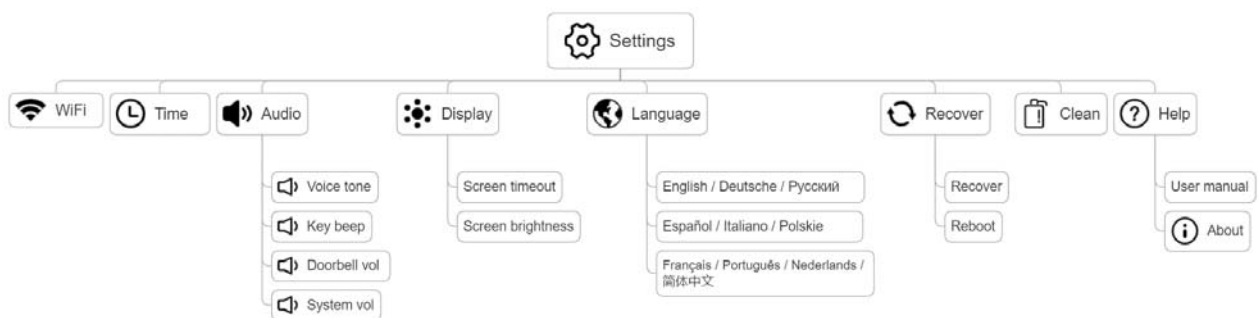 Settings
WiFi
Time
Audio
Display
Language
Recover
Clean
Help
Voice tone
Key beep
Doorbell vol
System vol
Screen timeout
Screen brightness
English / Deutsche / Русский
Español / Italiano / Polskie
Français / Português / Nederlands /
简体中文
Recover
Reboot
User manual
About